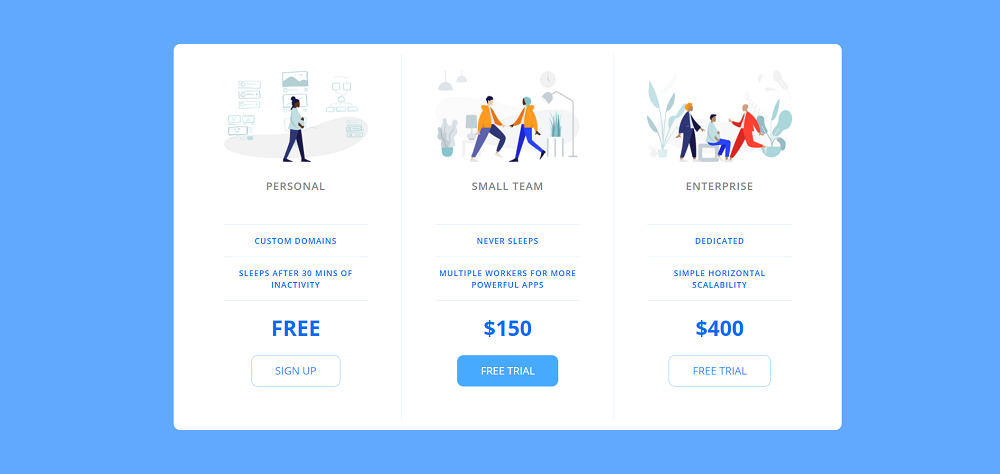 PERSONAL
CUSTOM DOMAINS
SLEEPS AFTER 30 MINS OF
INACTIVITY
FREE
SIGN UP
SMALL TEAM
NEVER SLEEPS
MULTIPLE WORKERS FOR MORE
POWERFUL APPS
$150
FREE TRIAL
ENTERPRISE
DEDICATED
SIMPLE HORIZONTAL
SCALABILITY
$400
FREE TRIAL